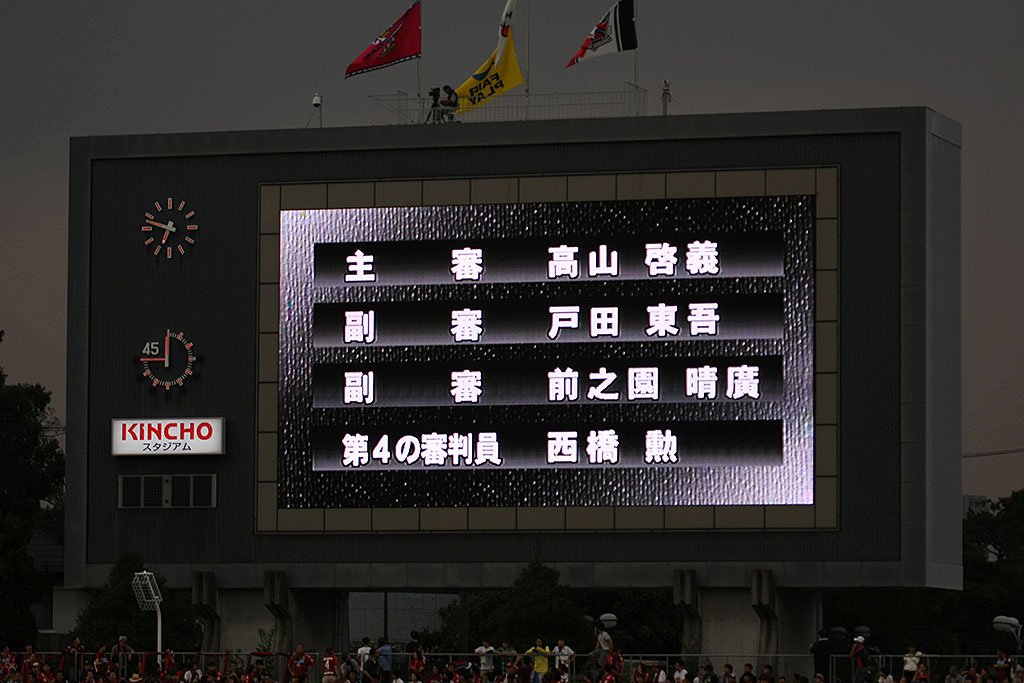 FAIR
PLAY
主　審　高山 啓義
副　審　戸田 東吾
副　審　前之園 晴廣
第4の審判員　西橋 勲
45
KiNCHO
スタジアム